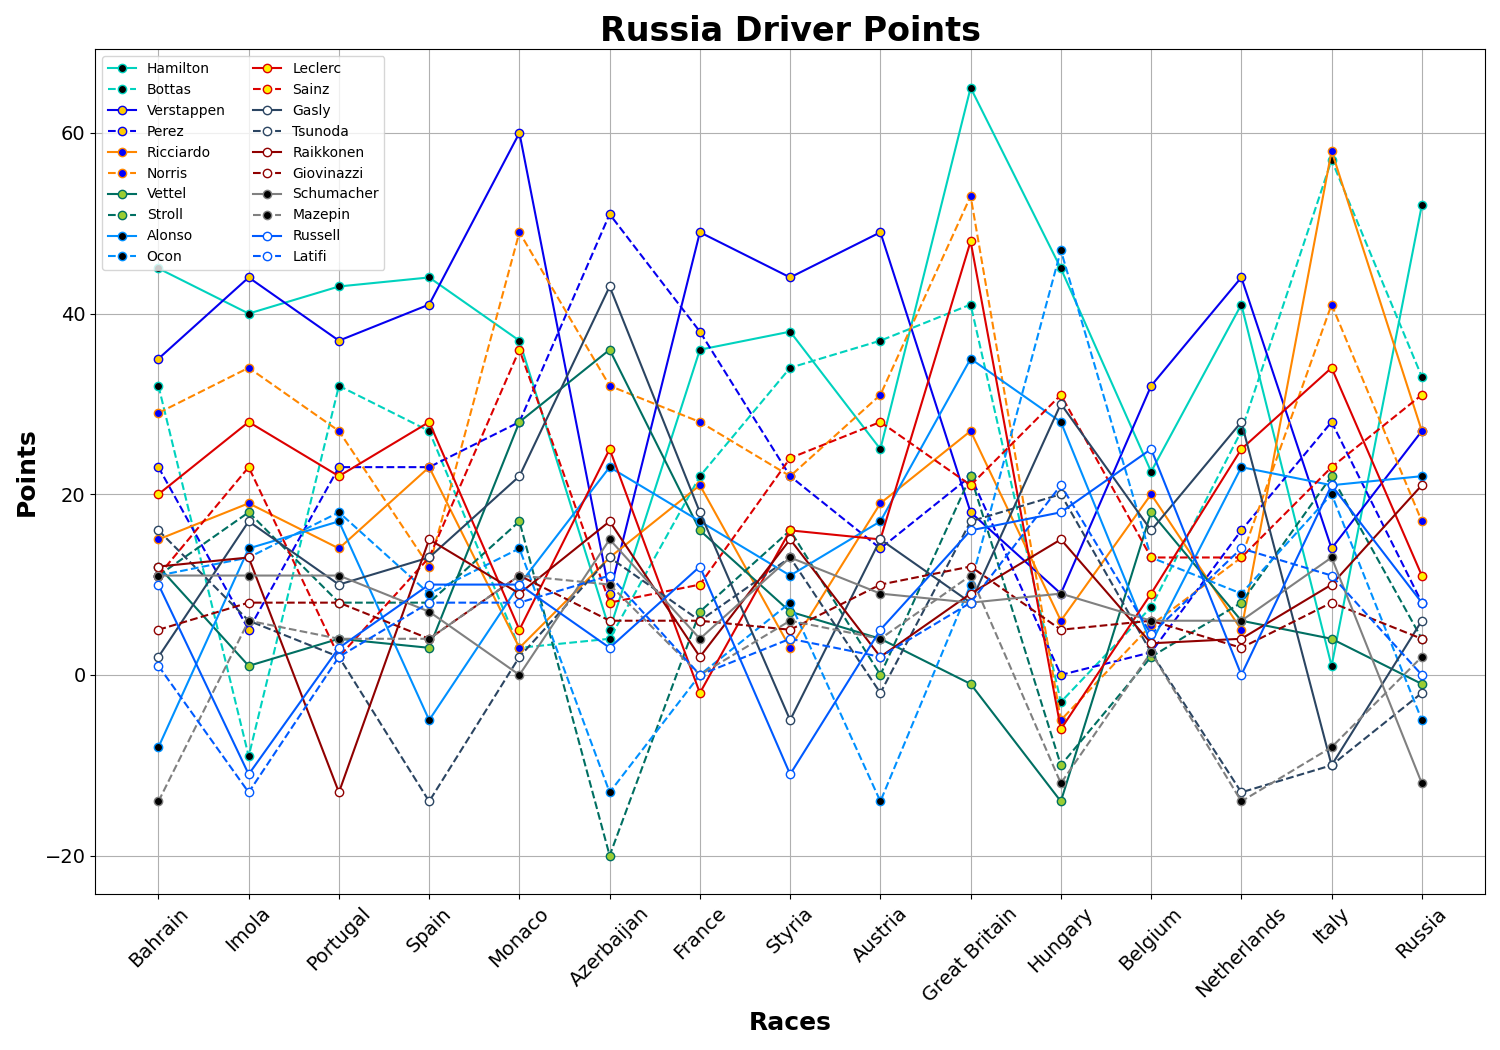 Russia Driver Points
Hamilton
Bottas
Verstappen
Perez
Ricciardo
Norris
Vettel
Stroll
Alonso
Ocon
Leclerc
Sainz
Gasly
Tsunoda
Raikkonen
Giovinazzi
Schumacher
Mazepin
Russell
Latifi
Points
60
40
20
0
−20
Bahrain
Imola
Portugal
Spain
Monaco
Azerbaijan
France
Styria
Austria
Great Britain
Hungary
Belgium
Netherlands
Italy
Russia
Races